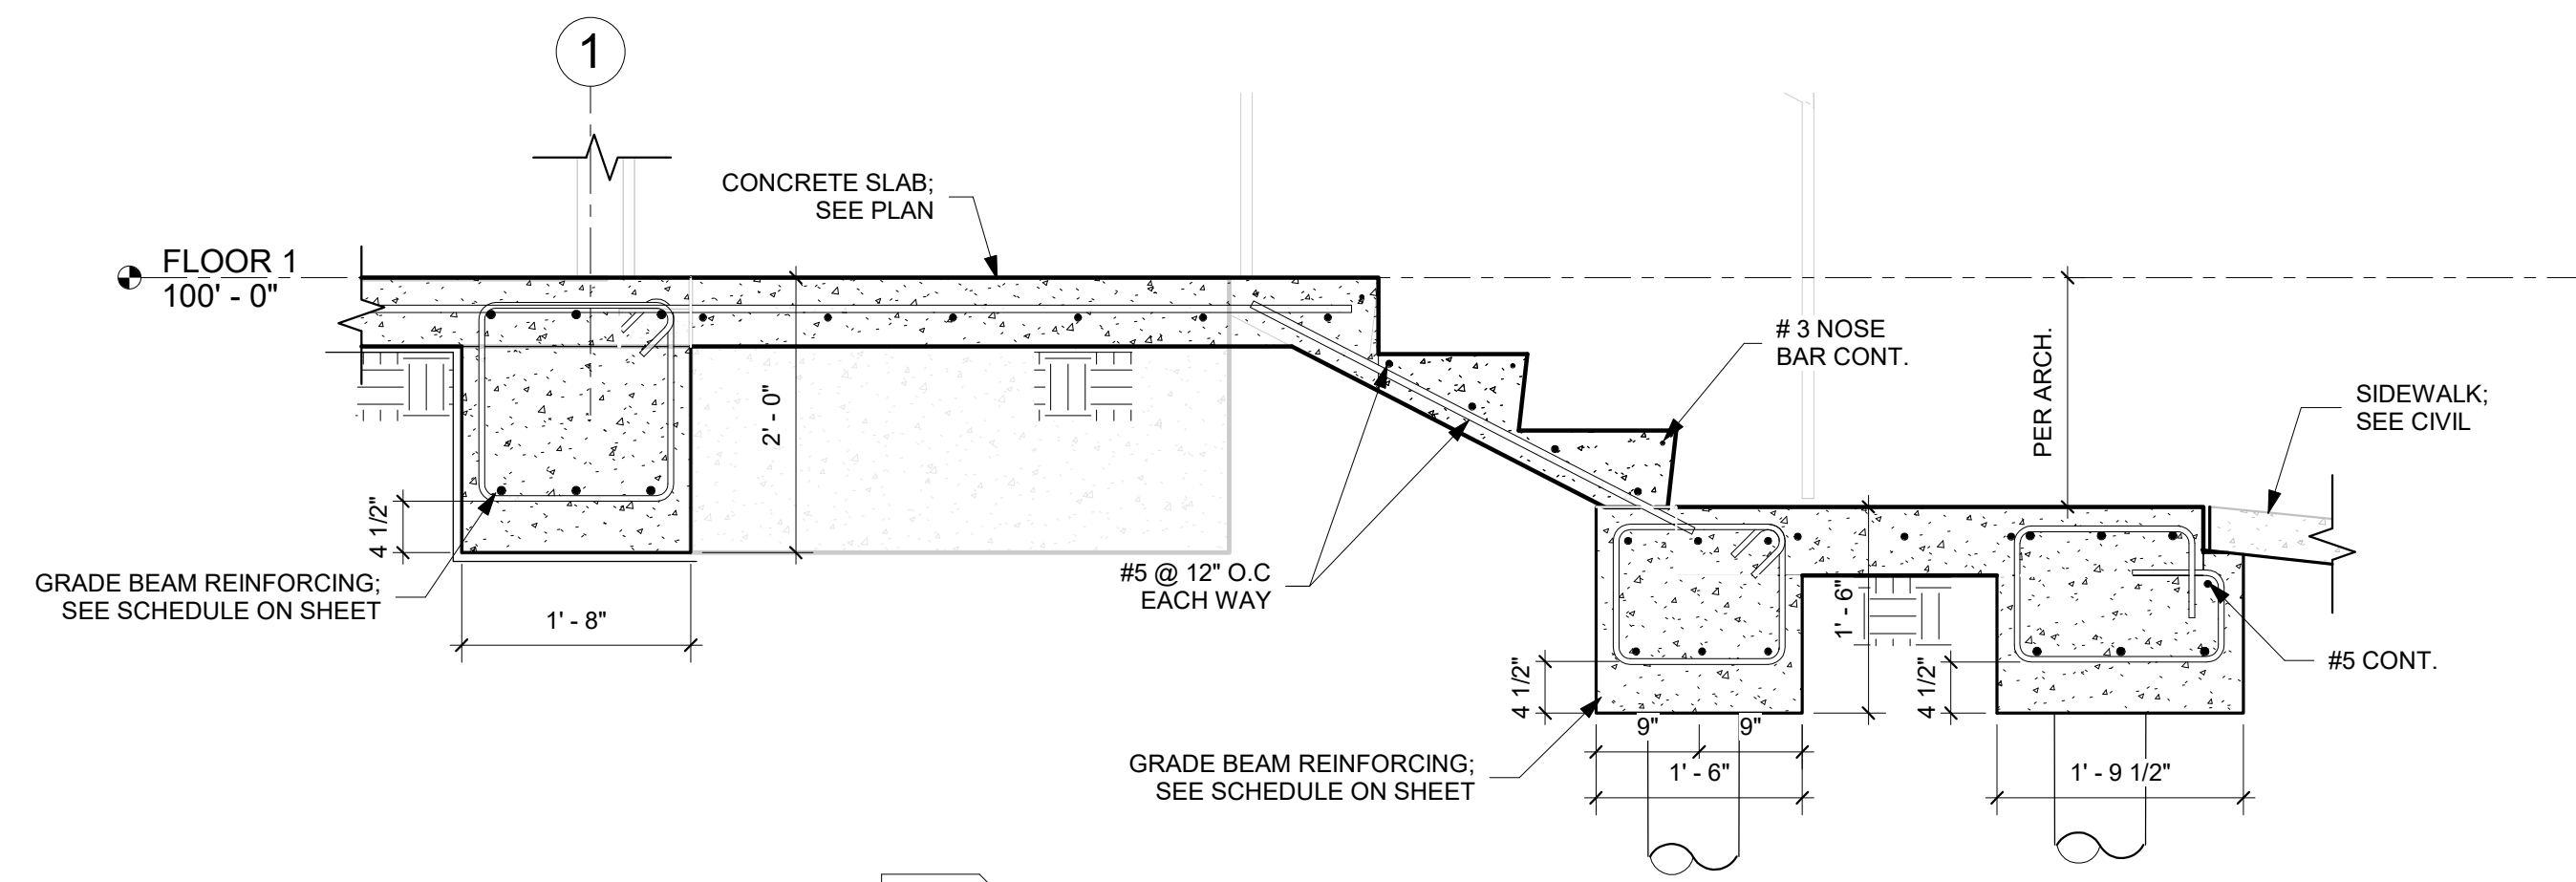 1
CONCRETE SLAB;
SEE PLAN
FLOOR 1
100' - 0"
# 3 NOSE
BAR CONT.
PER ARCH.
SIDEWALK;
SEE CIVIL
2' - 0"
4 1/2"
GRADE BEAM REINFORCING;
SEE SCHEDULE ON SHEET
1' - 8"
#5 @ 12" O.C
EACH WAY
1' - 6"
4 1/2"
4 1/2"
#5 CONT.
9"
9"
GRADE BEAM REINFORCING;
SEE SCHEDULE ON SHEET
1' - 6"
1' - 9 1/2"